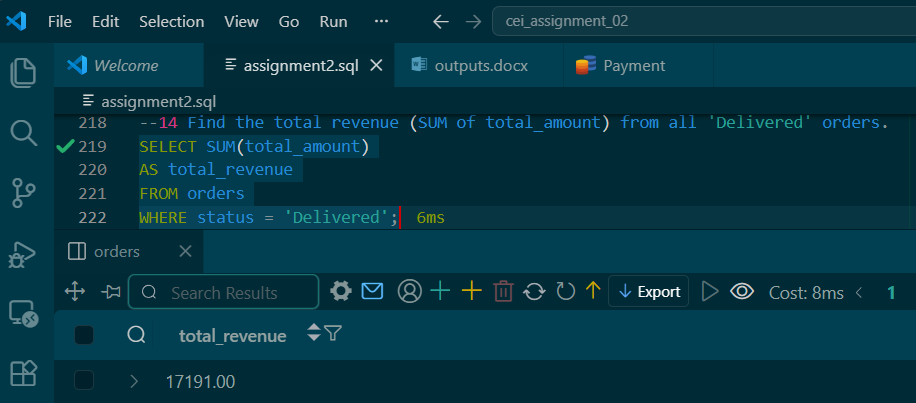 File Edit Selection View Go Run ··· cei_assignment_02
Welcome assignment2.sql outputs.docx Payment
assignment2.sql
218 --14 Find the total revenue (SUM of total_amount) from all 'Delivered' orders.
219 SELECT SUM(total_amount)
220 AS total_revenue
221 FROM orders
222 WHERE status = 'Delivered'; 6ms
orders
Search Results Export Cost: 8ms 1
total_revenue
17191.00